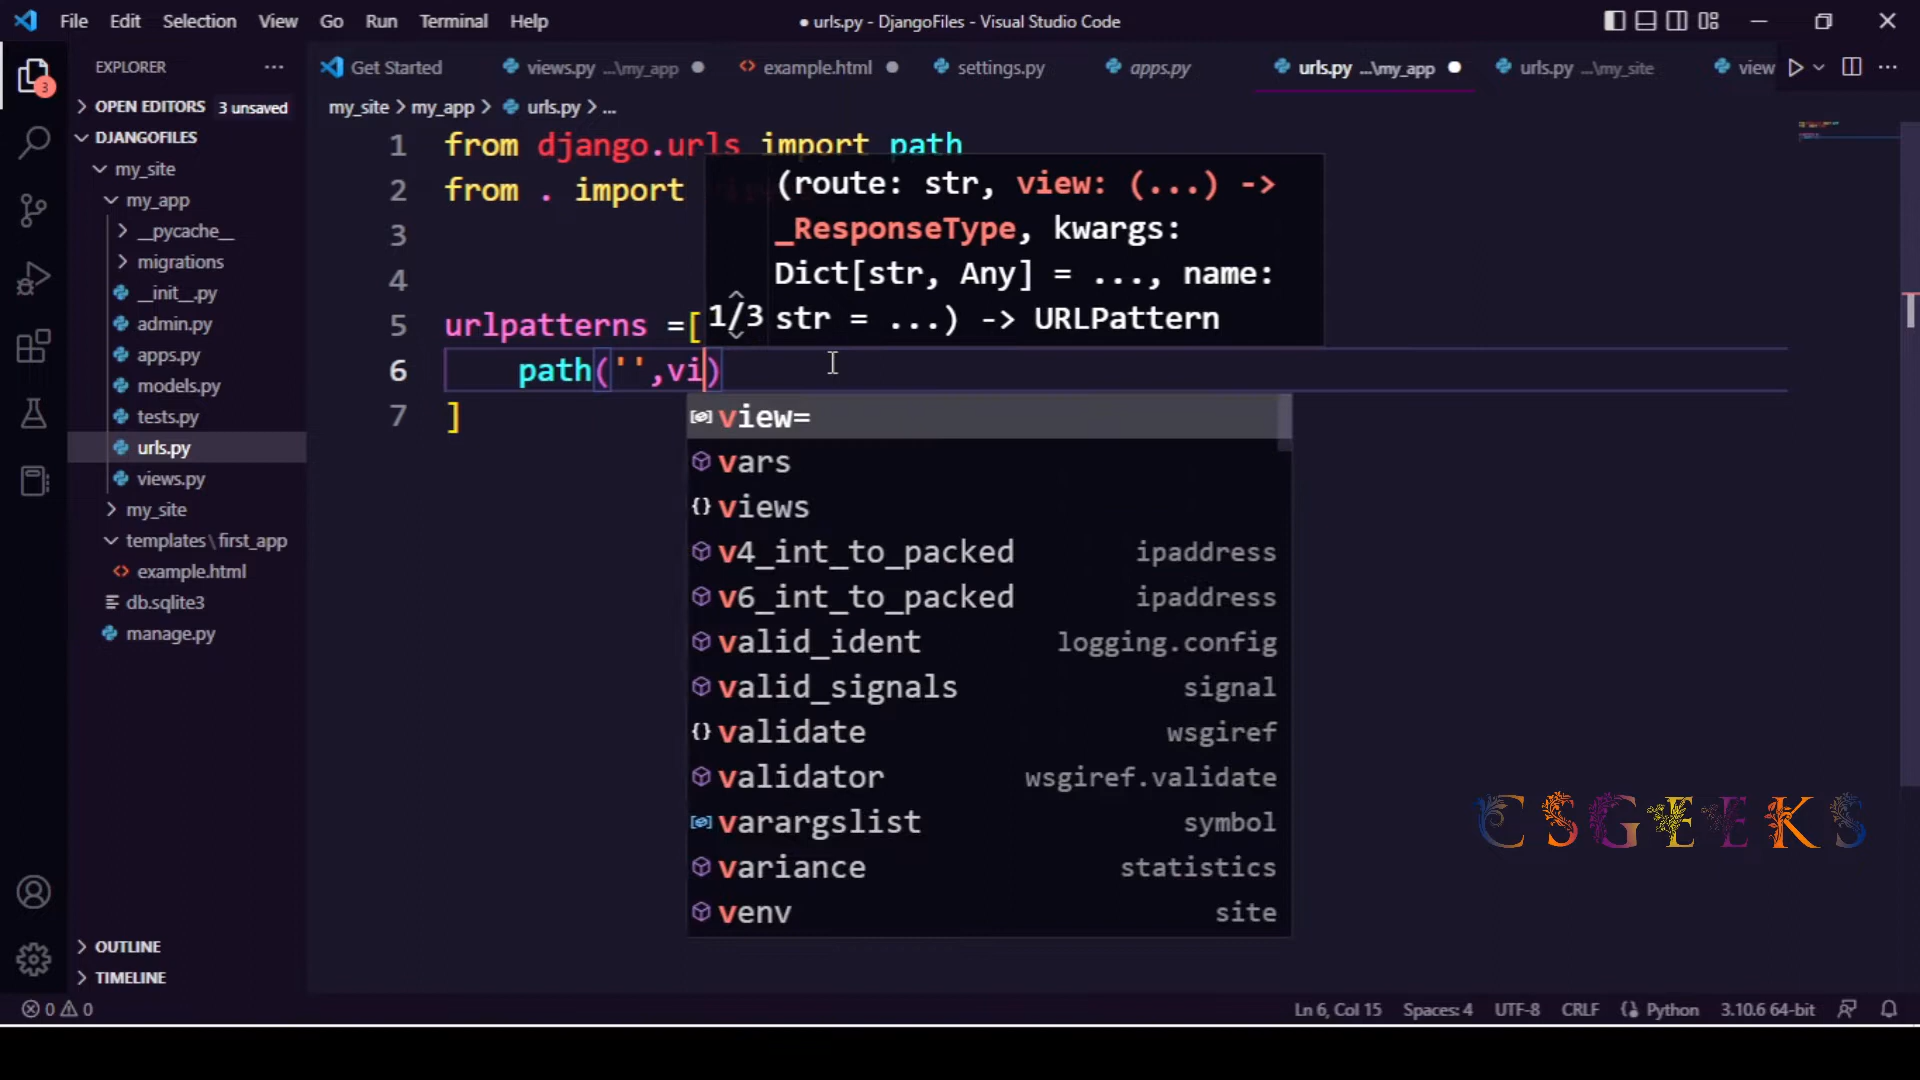 File Edit Selection View Go Run Terminal Help
● urls.py - DjangoFiles - Visual Studio Code
EXPLORER
Get Started
views.py ...\my_app
example.html
settings.py
apps.py
urls.py ...\my_app
urls.py ...\my_site
view
3
OPEN EDITORS 3 unsaved
my_site > my_app > urls.py > ...
DJANGOFILES
my_site
my_app
__pycache__
migrations
__init__.py
admin.py
apps.py
models.py
tests.py
urls.py
views.py
my_site
templates\first_app
example.html
db.sqlite3
manage.py
OUTLINE
TIMELINE
1 from django.urls import path
2 from . import
3
4
5 urlpatterns =[
6 path('',vi)
7 ]
(route: str, view: (...) ->
_ResponseType, kwargs:
Dict[str, Any] = ..., name:
1/3 str = ...) -> URLPattern
view=
vars
views
v4_int_to_packed ipaddress
v6_int_to_packed ipaddress
valid_ident logging.config
valid_signals signal
validate wsgiref
validator wsgiref.validate
varargslist symbol
variance statistics
venv site
CSGEEKS
0 0
Ln 6, Col 15 Spaces: 4 UTF-8 CRLF Python 3.10.6 64-bit